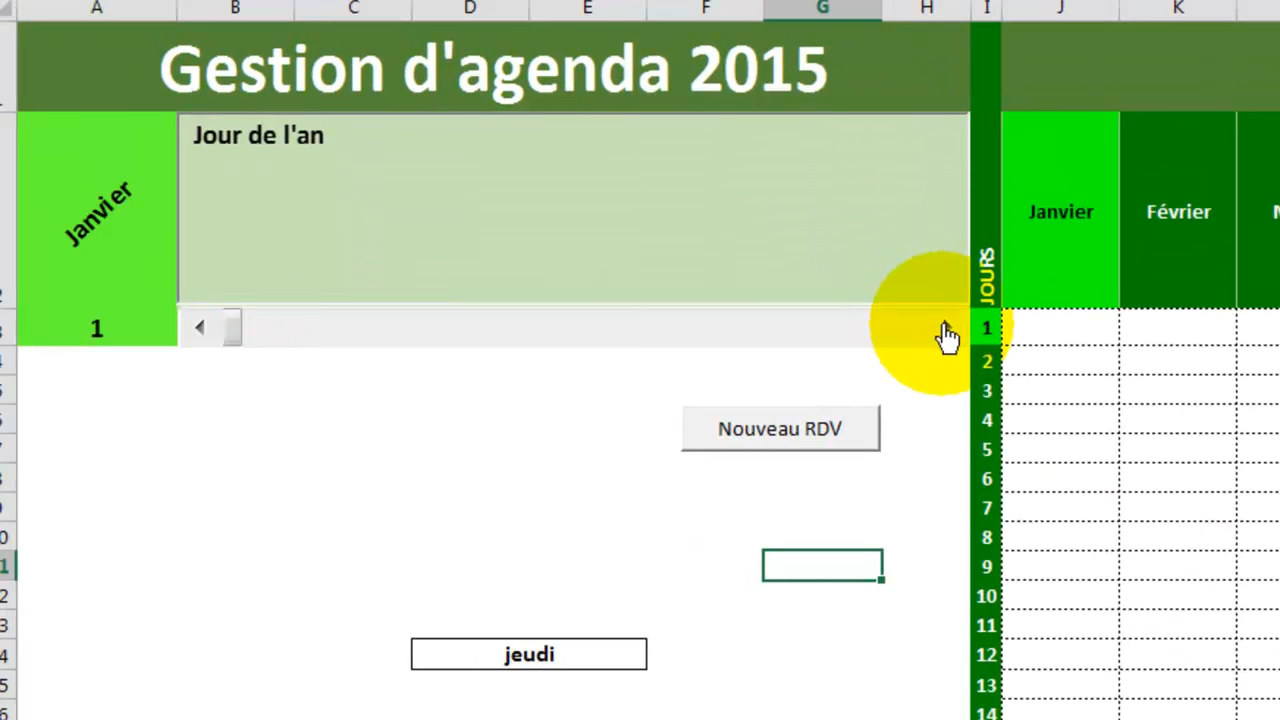 A B C D E F G H I J K
Gestion d'agenda 2015
Janvier
Jour de l'an
JOURS
Janvier
Février
1
1
2
3
4
5
6
7
8
9
10
11
12
13
14
Nouveau RDV
jeudi